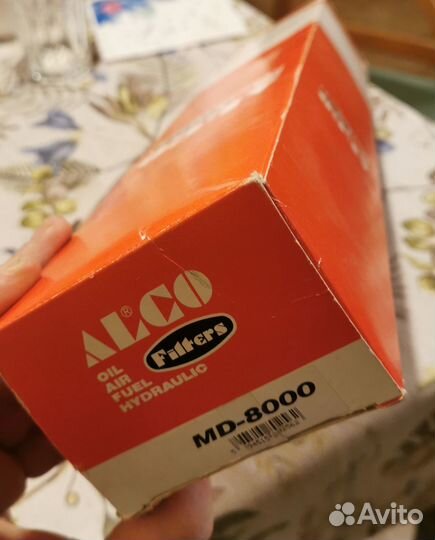 ALCO®
Filters
OIL
AIR
FUEL
HYDRAULIC
MD-8000
Avito